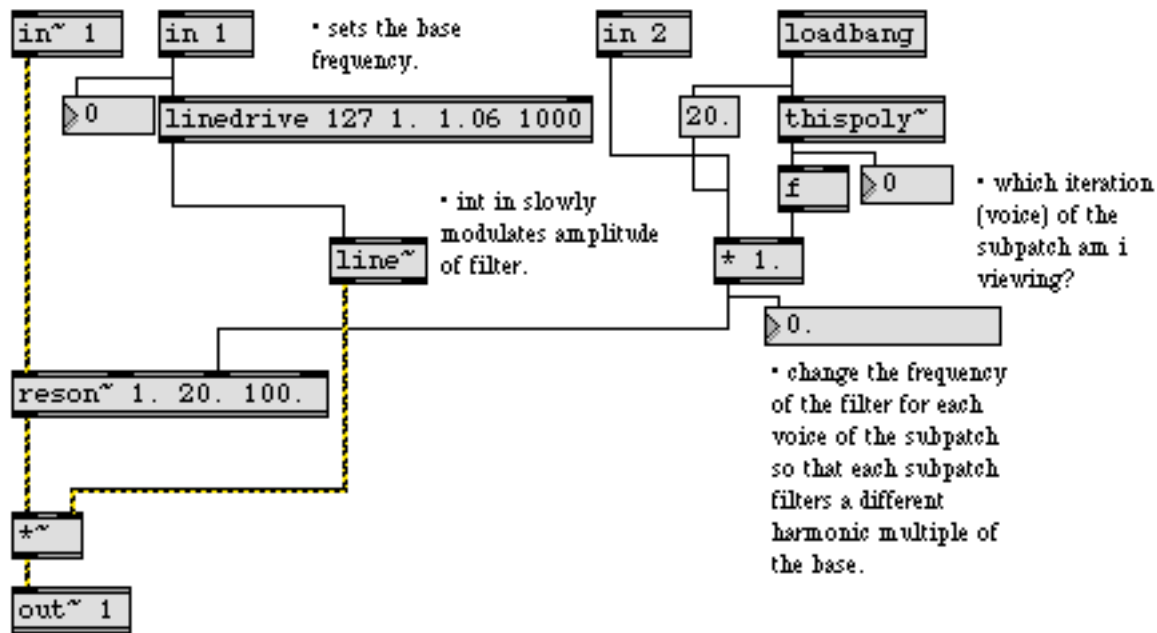 in~ 1
in 1
• sets the base
frequency.
in 2
loadbang
0
linedrive 127 1. 1.06 1000
20.
thispoly~
f
0
• which iteration
(voice) of the
subpatch am i
viewing?
• int in slowly
modulates amplitude
of filter.
line~
* 1.
0.
reson~ 1. 20. 100.
• change the frequency
of the filter for each
voice of the subpatch
so that each subpatch
filters a different
harmonic multiple of
the base.
*~
out~ 1